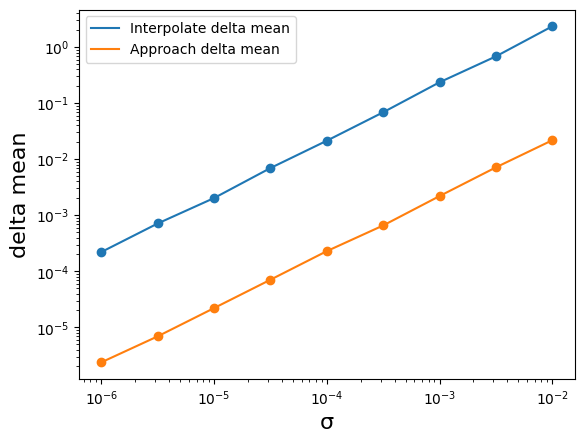 Interpolate delta mean
Approach delta mean
delta mean
10⁰
10⁻¹
10⁻²
10⁻³
10⁻⁴
10⁻⁵
10⁻⁶ 10⁻⁵ 10⁻⁴ 10⁻³ 10⁻²
σ